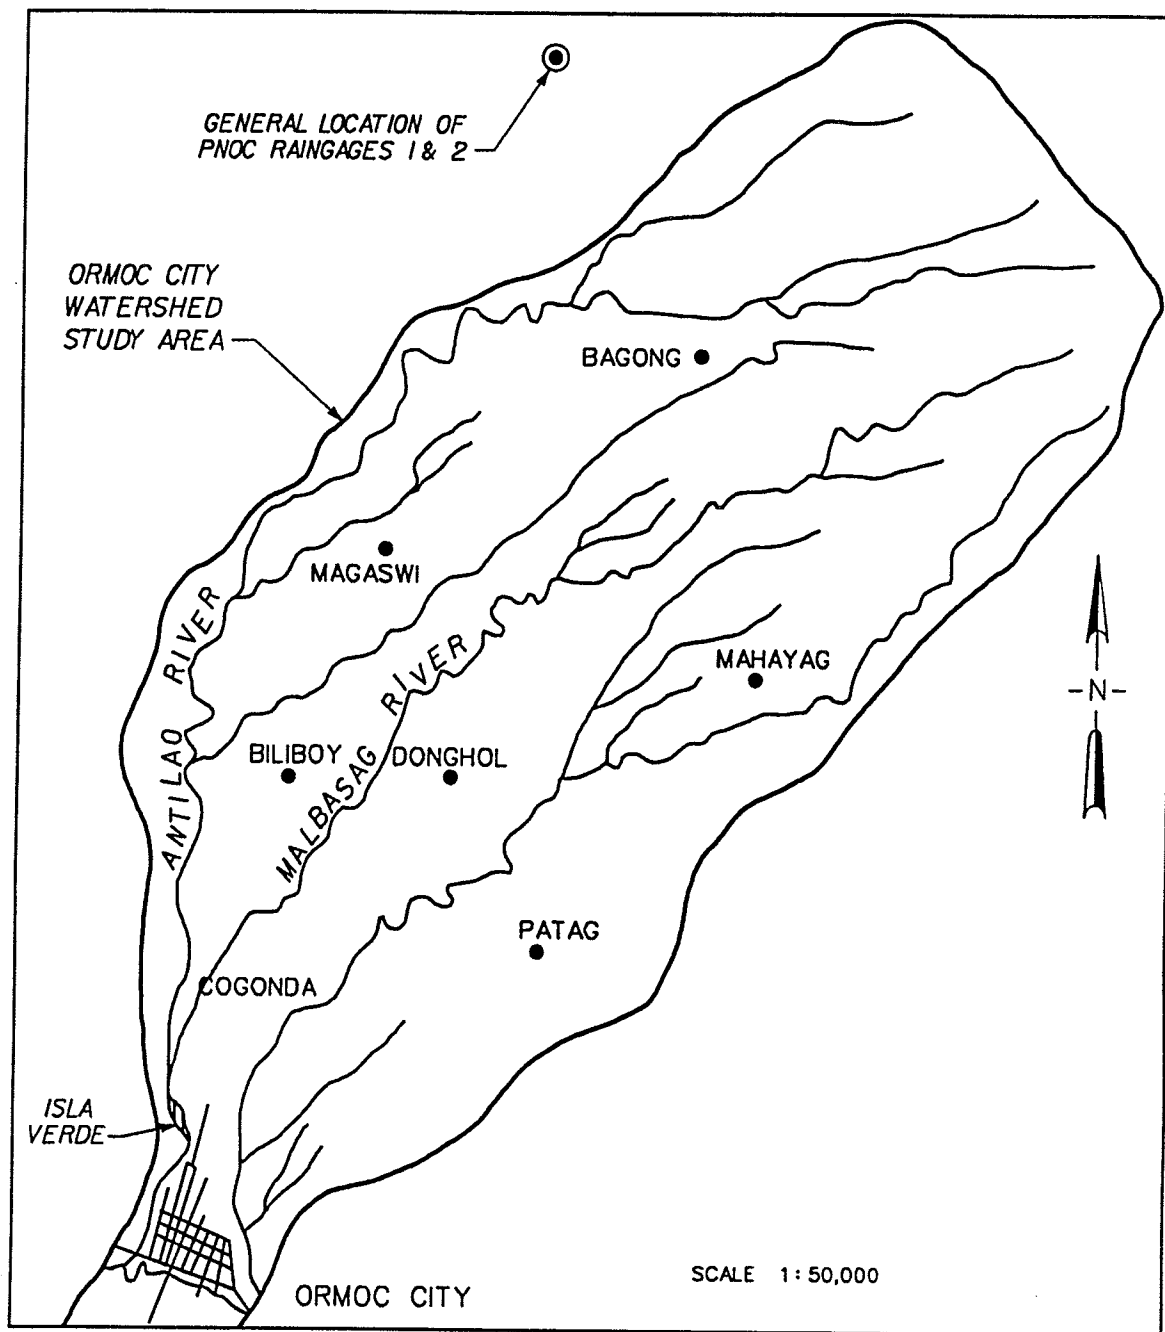 GENERAL LOCATION OF
PNOC RAINGAGES 1 & 2
ORMOC CITY
WATERSHED
STUDY AREA
BAGONG
MAGASWI
ANTILAO RIVER
MALBASAG RIVER
MAHAYAG
-N-
BILIBOY
DONGHOL
PATAG
COGONDA
ISLA
VERDE
SCALE 1:50,000
ORMOC CITY